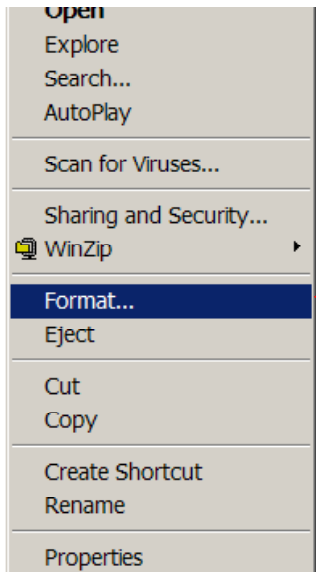 Open
Explore
Search...
AutoPlay
Scan for Viruses...
Sharing and Security...
WinZip
Format...
Eject
Cut
Copy
Create Shortcut
Rename
Properties